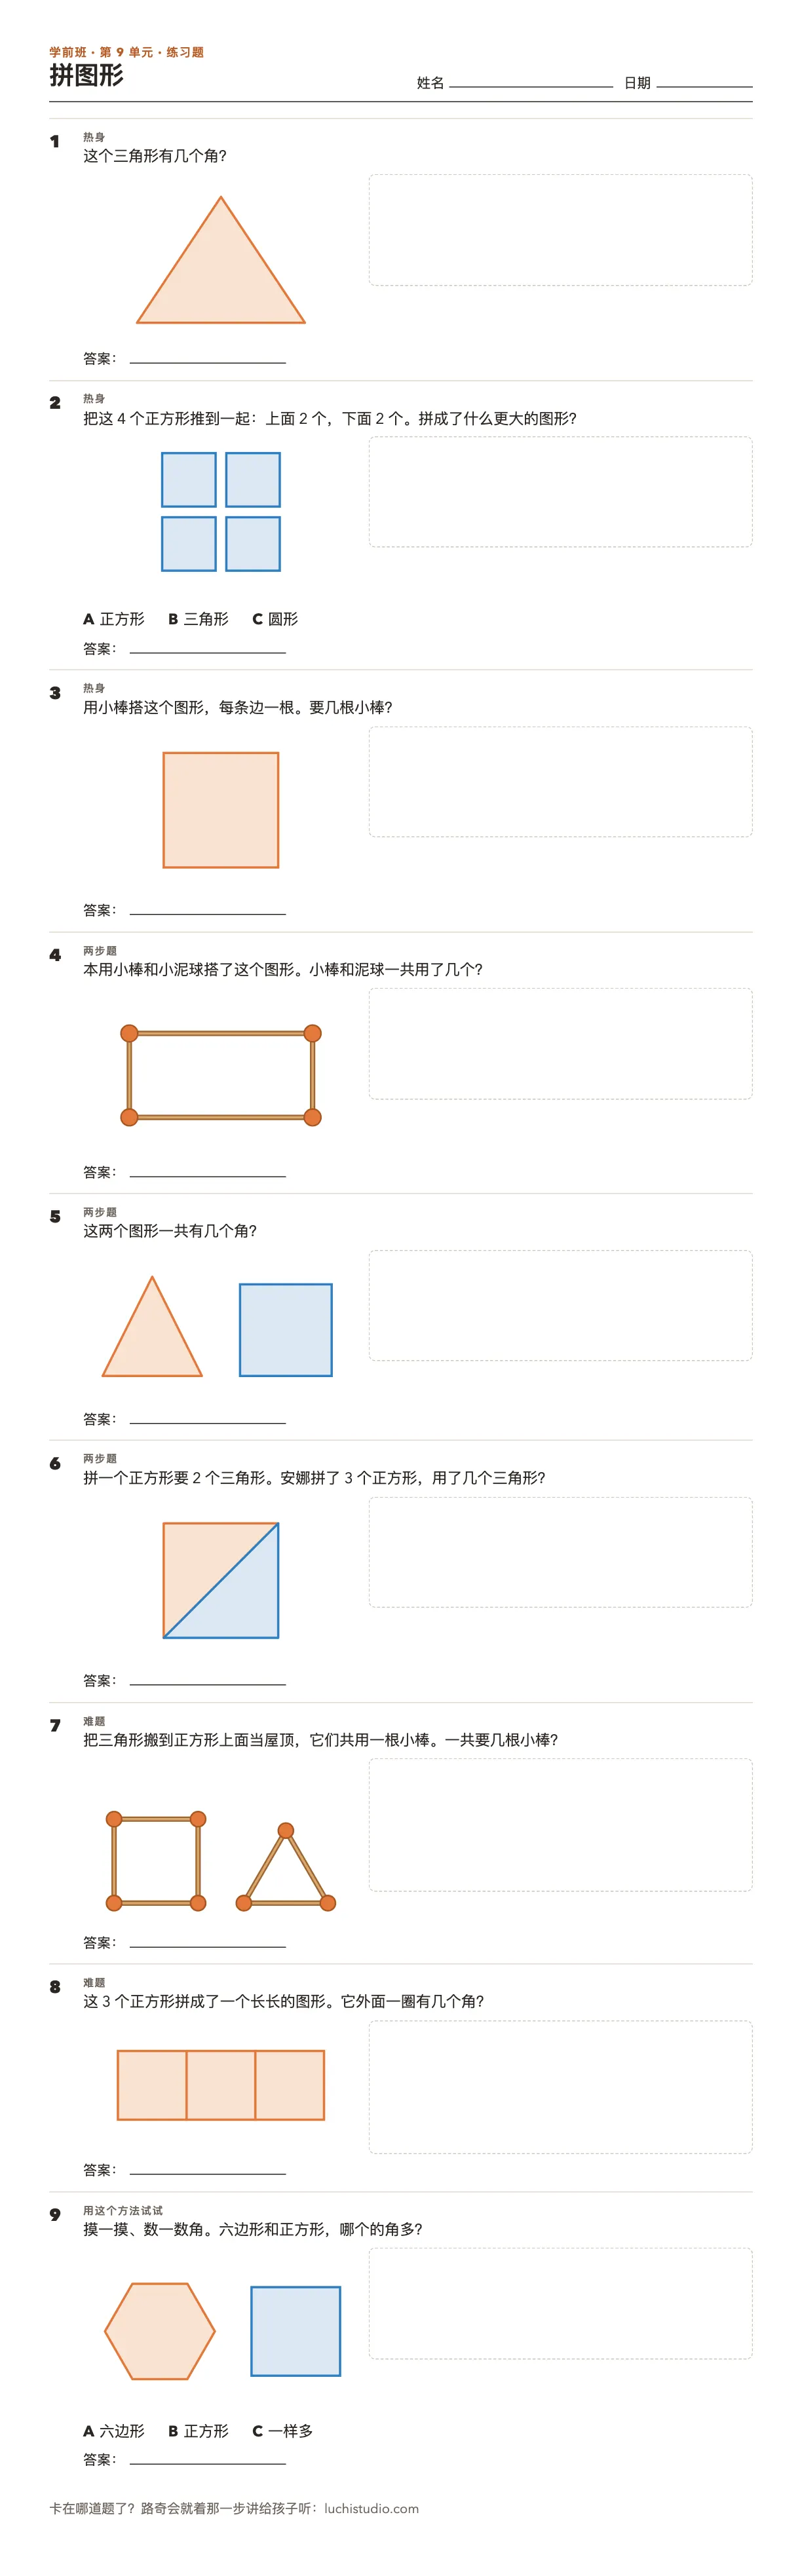 学前班 · 第 9 单元 · 练习题
拼图形
姓名
日期
1
热身
这个三角形有几个角?
答案:
2
热身
把这 4 个正方形推到一起:上面 2 个,下面 2 个。拼成了什么更大的图形?
A 正方形 B 三角形 C 圆形
答案:
3
热身
用小棒搭这个图形,每条边一根。要几根小棒?
答案:
4
两步题
本用小棒和小泥球搭了这个图形。小棒和泥球一共用了几个?
答案:
5
两步题
这两个图形一共有几个角?
答案:
6
两步题
拼一个正方形要 2 个三角形。安娜拼了 3 个正方形,用了几个三角形?
答案:
7
难题
把三角形搬到正方形上面当屋顶,它们共用一根小棒。一共要几根小棒?
答案:
8
难题
这 3 个正方形拼成了一个长长的图形。它外面一圈有几个角?
答案:
9
用这个方法试试
摸一摸、数一数角。六边形和正方形,哪个的角多?
A 六边形 B 正方形 C 一样多
答案:
卡在哪道题了?路奇会就着那一步讲给孩子听:luchistudio.com